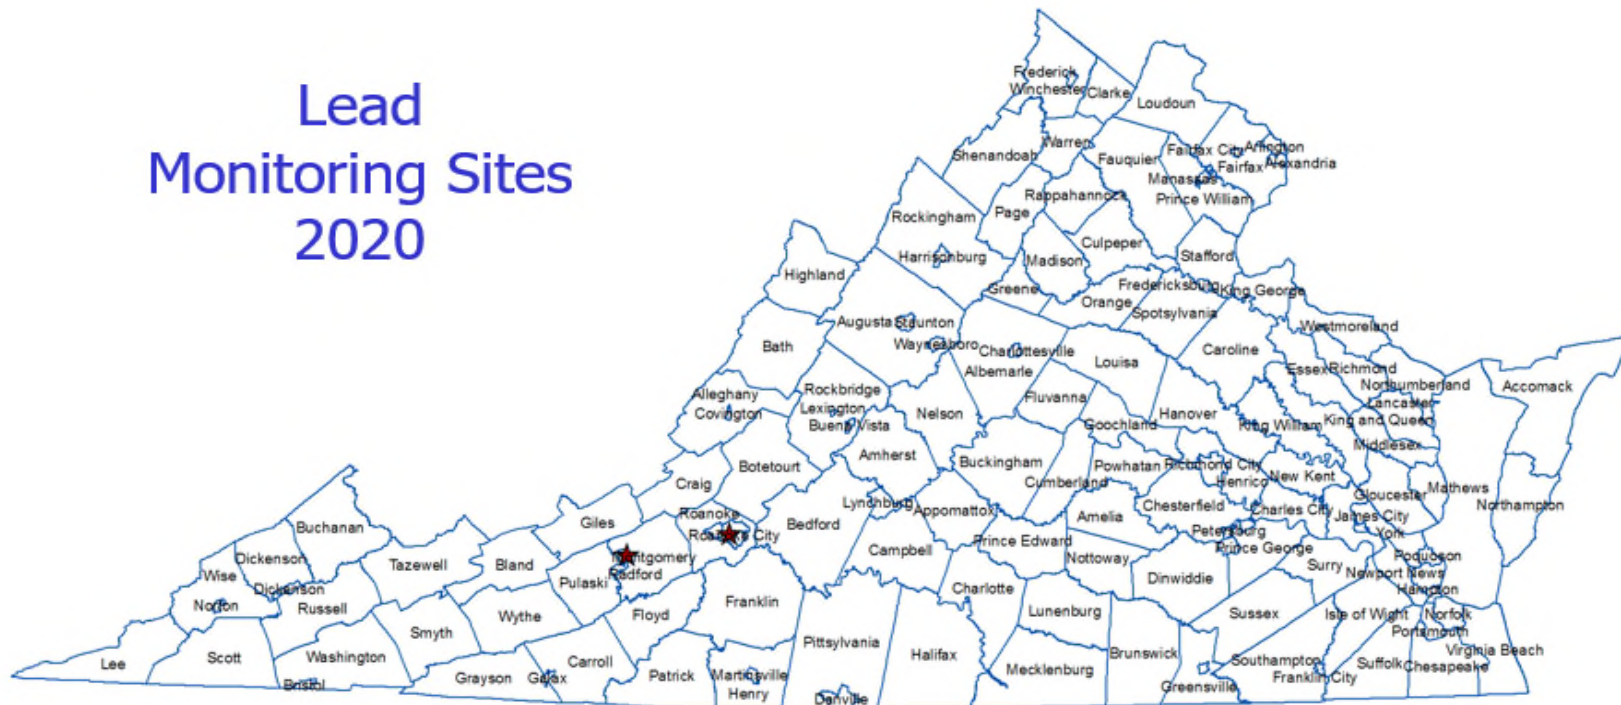 Lead
Monitoring Sites
2020
Frederick
Winchester
Clarke
Loudoun
Warren
Shenandoah
Fauquier
Fairfax City
Arlington
Fairfax
Alexandria
Manassas
Prince William
Rappahannock
Page
Rockingham
Culpeper
Stafford
Harrisonburg
Madison
Highland
Greene
Fredericksburg
King George
Orange
Spotsylvania
Augusta
Staunton
Westmoreland
Waynesboro
Charlottesville
Bath
Caroline
Louisa
Albemarle
Essex
Richmond
Northumberland
Accomack
Alleghany
Rockbridge
Fluvanna
Lancaster
Covington
Lexington
Nelson
Hanover
King and Queen
Buena Vista
Goochland
King William
Middlesex
Amherst
Buckingham
Botetourt
Powhatan
Richmond City
New Kent
Henrico
Cumberland
Craig
Mathews
Gloucester
Lynchburg
Appomattox
Chesterfield
Charles City
Northampton
Roanoke
Giles
Bedford
Amelia
James City
Buchanan
Roanoke City
Petersburg
York
Prince Edward
Prince George
Campbell
Dickenson
Montgomery
Nottoway
Poquoson
Tazewell
Bland
Radford
Surry
Newport News
Wise
Pulaski
Dinwiddie
Dickenson
Charlotte
Hampton
Norton
Russell
Franklin
Lunenburg
Sussex
Isle of Wight
Norfolk
Wythe
Floyd
Portsmouth
Smyth
Pittsylvania
Virginia Beach
Scott
Washington
Halifax
Brunswick
Lee
Carroll
Southampton
Suffolk
Chesapeake
Mecklenburg
Grayson
Galax
Patrick
Martinsville
Franklin City
Bristol
Henry
Greensville
Danville